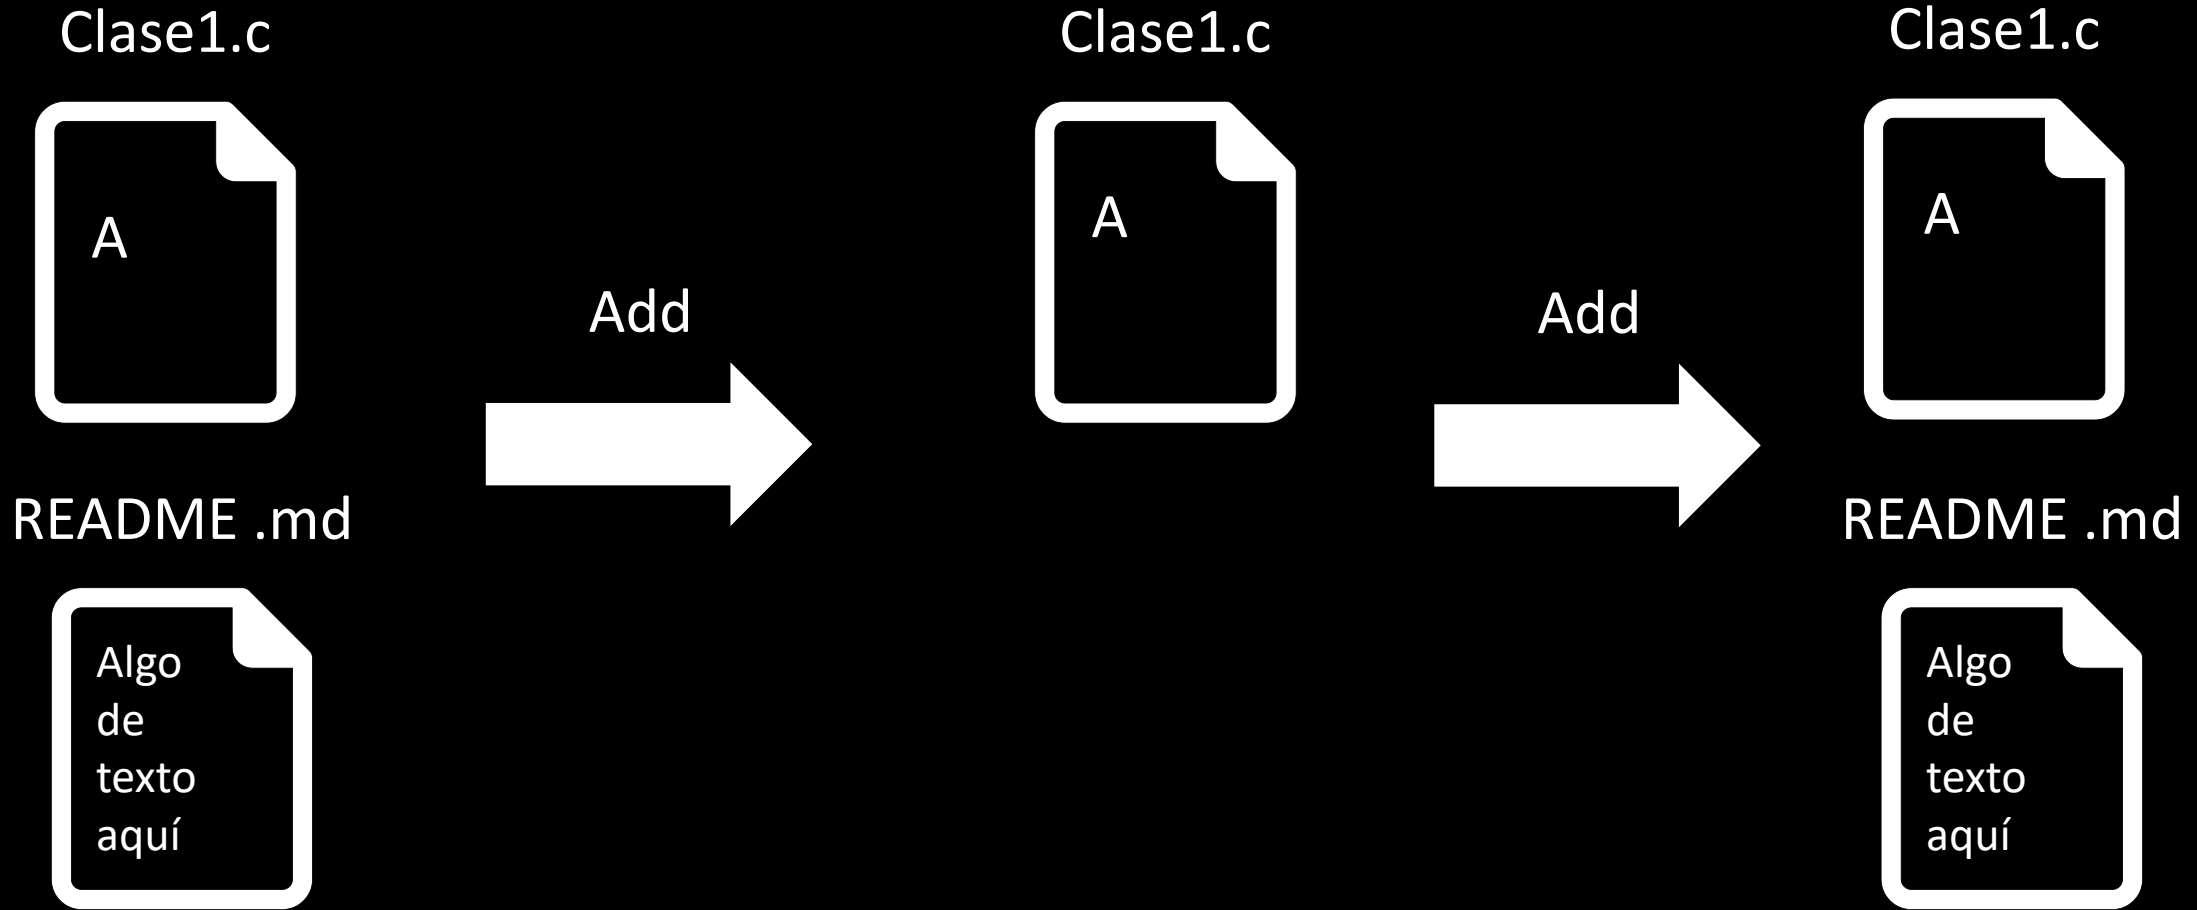 Clase1.c
A
README .md
Algo
de
texto
aquí
Add
Clase1.c
A
Add
Clase1.c
A
README .md
Algo
de
texto
aquí